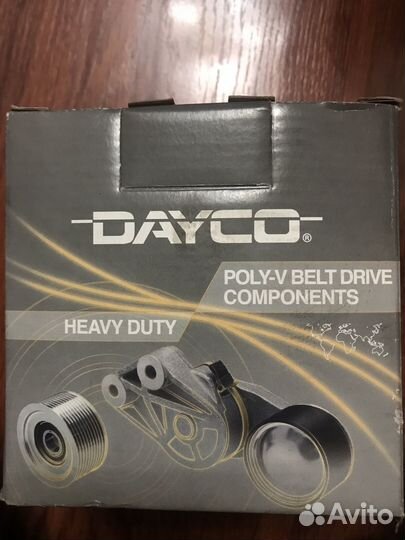 DAYCO®
POLY-V BELT DRIVE
COMPONENTS
HEAVY DUTY
Avito